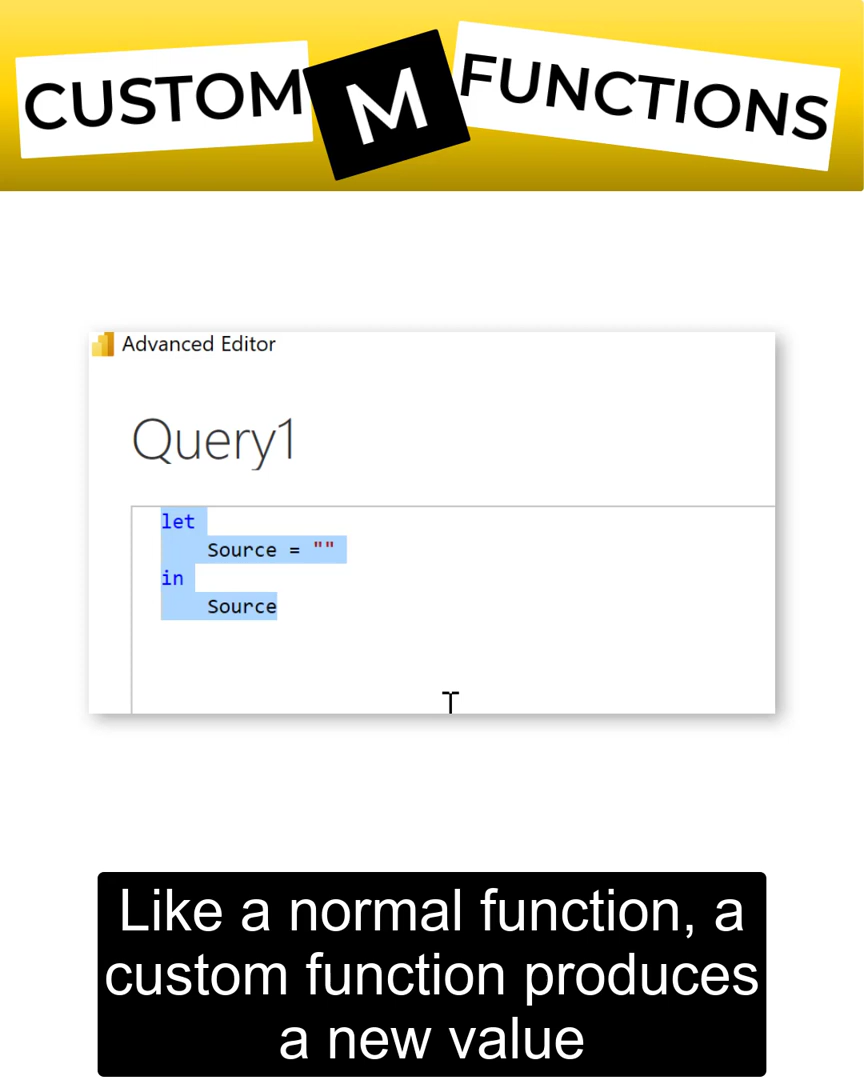 CUSTOM M FUNCTIONS
Advanced Editor
Query1
let
Source = ""
in
Source
Like a normal function, a
custom function produces
a new value